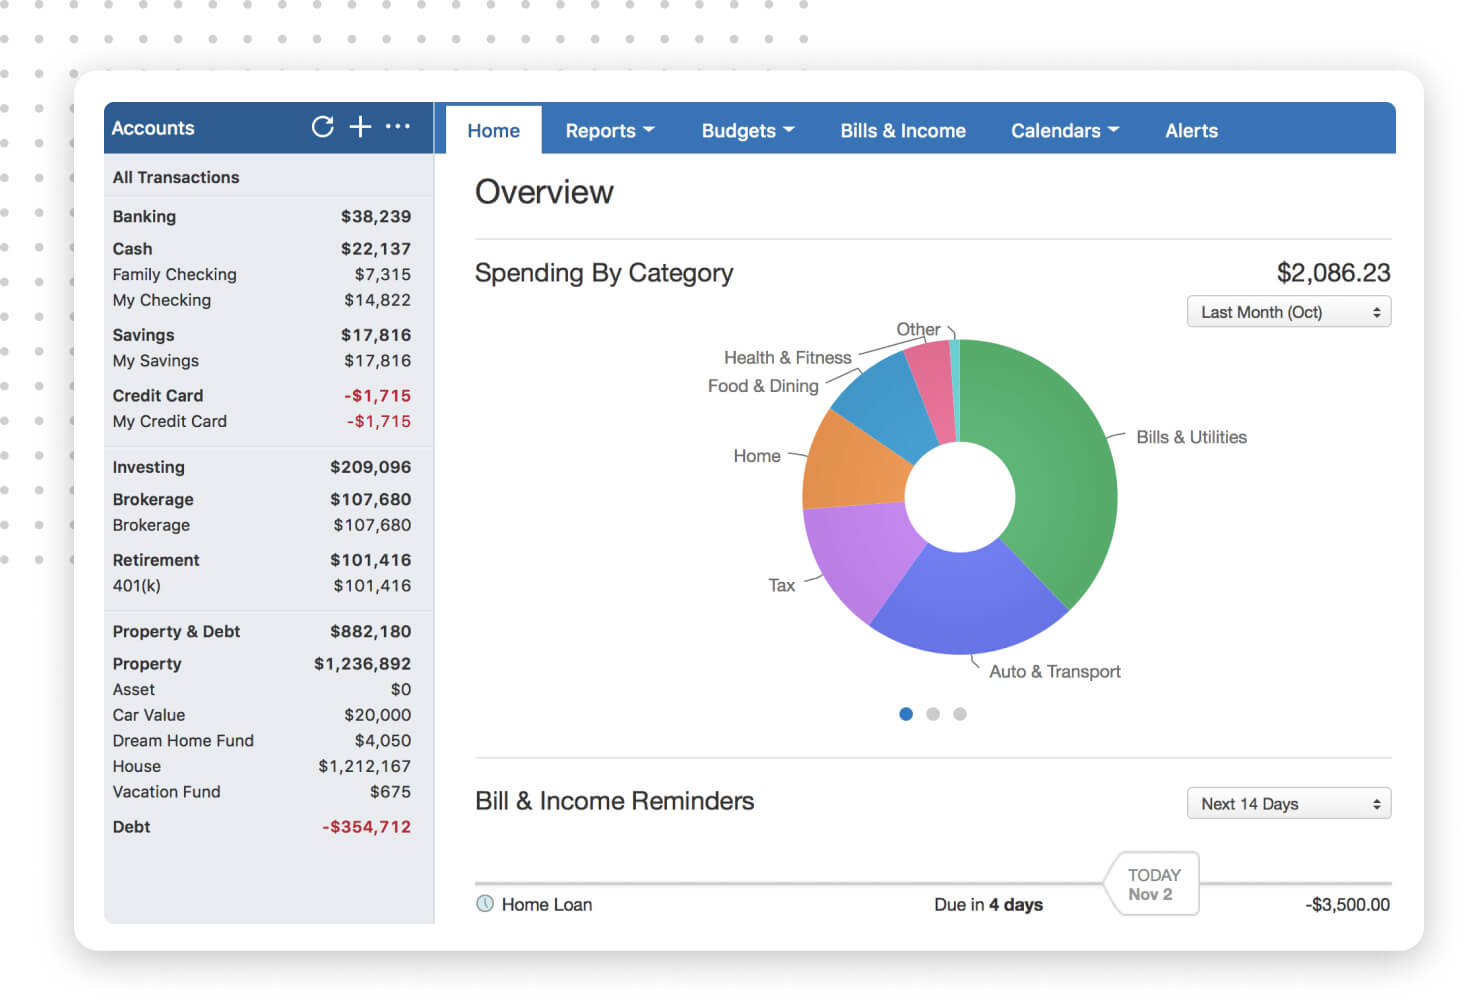 Accounts
Home Reports Budgets Bills & Income Calendars Alerts
All Transactions
Banking $38,239
Cash $22,137
Family Checking $7,315
My Checking $14,822
Savings $17,816
My Savings $17,816
Credit Card -$1,715
My Credit Card -$1,715
Investing $209,096
Brokerage $107,680
Brokerage $107,680
Retirement $101,416
401(k) $101,416
Property & Debt $882,180
Property $1,236,892
Asset $0
Car Value $20,000
Dream Home Fund $4,050
House $1,212,167
Vacation Fund $675
Debt -$354,712
Overview
Spending By Category $2,086.23
Last Month (Oct)
Other
Health & Fitness
Food & Dining
Bills & Utilities
Home
Tax
Auto & Transport
Bill & Income Reminders
Next 14 Days
TODAY
Nov 2
Home Loan Due in 4 days -$3,500.00